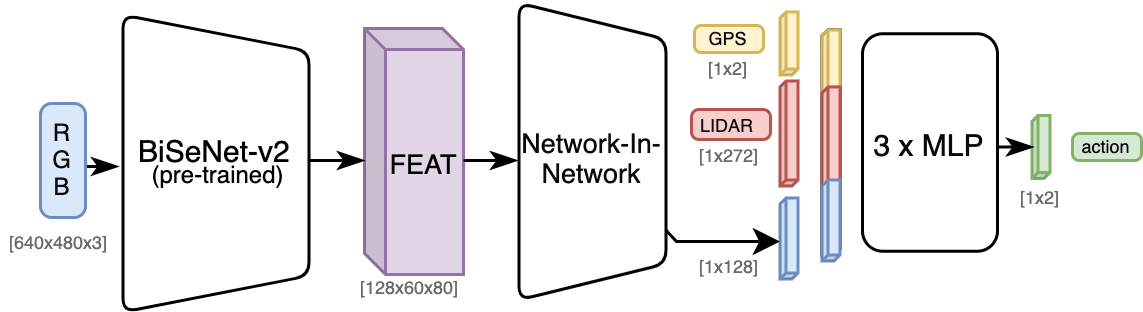 R
G
B
[640x480x3]
BiSeNet-v2
(pre-trained)
FEAT
[128x60x80]
Network-In-
Network
GPS
[1x2]
LIDAR
[1x272]
[1x128]
3 x MLP
[1x2]
action